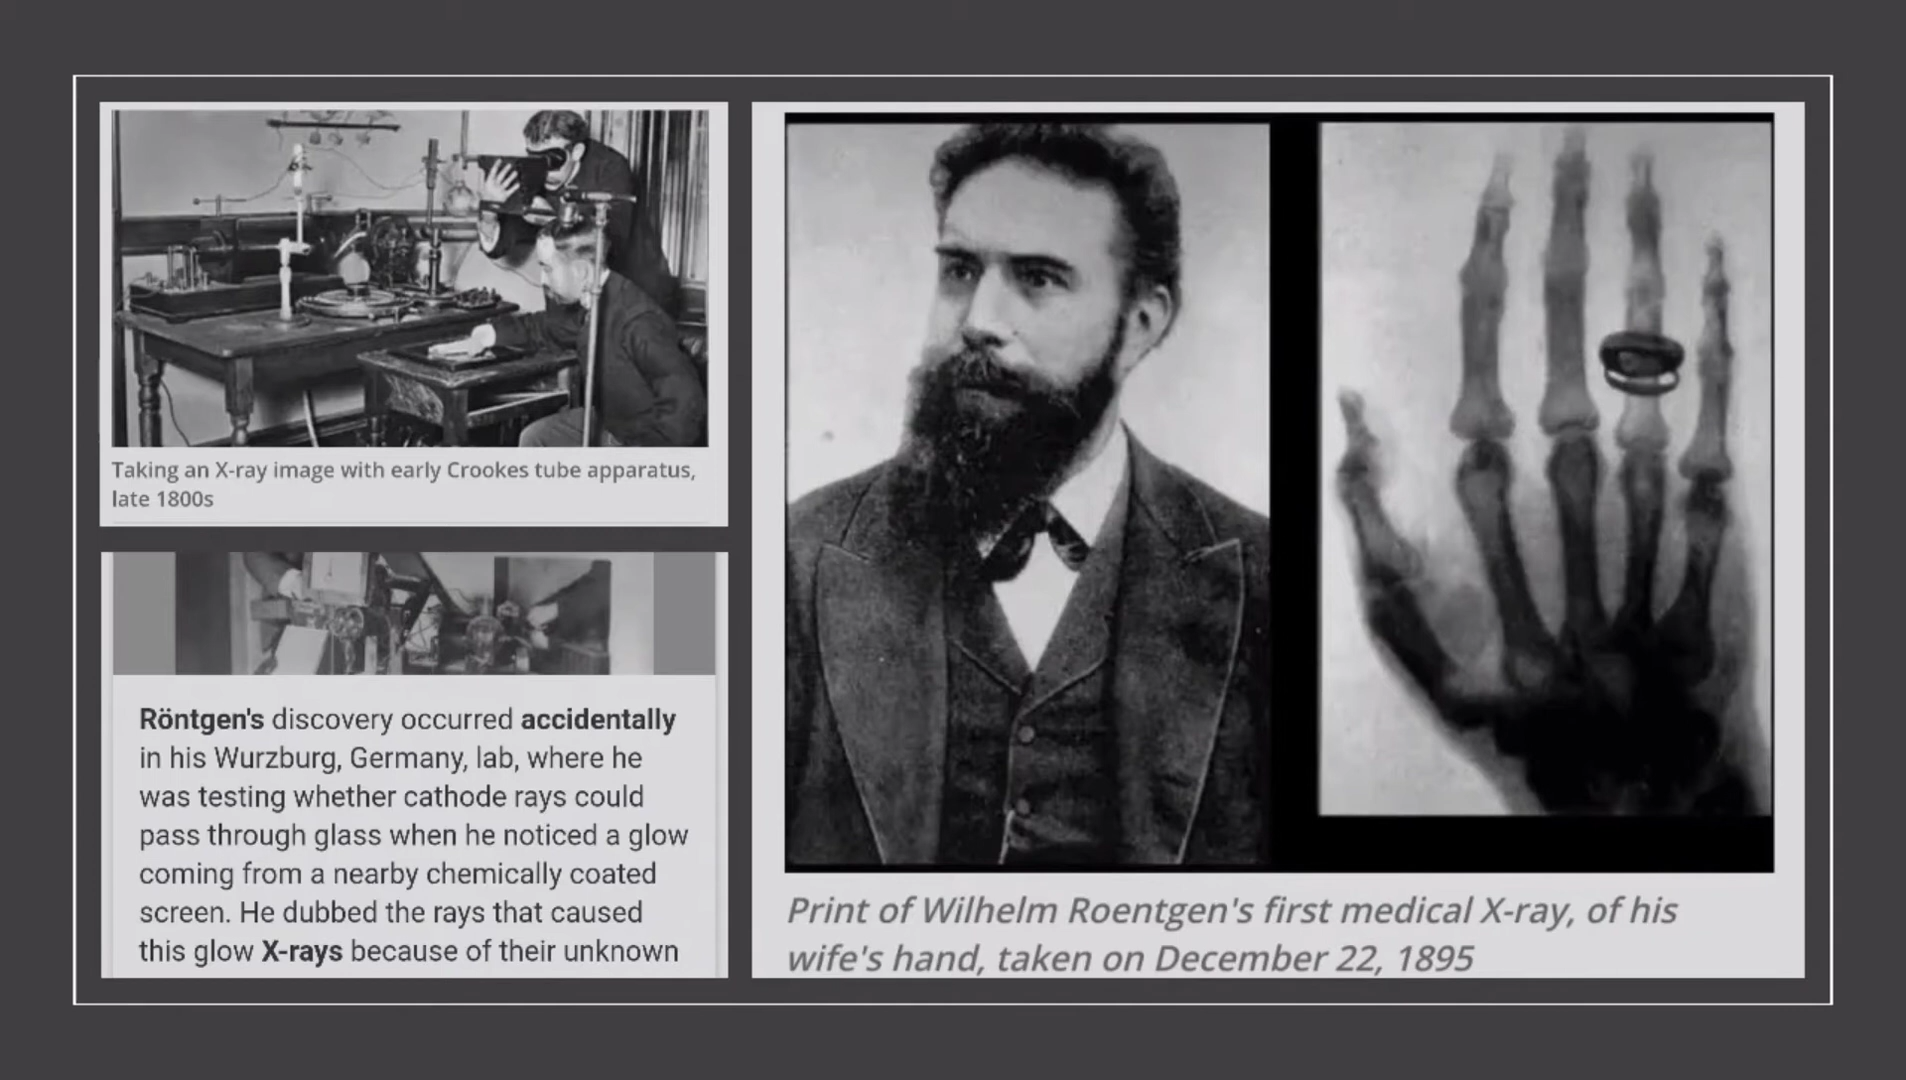 Taking an X-ray image with early Crookes tube apparatus,
late 1800s
Röntgen's discovery occurred accidentally
in his Wurzburg, Germany, lab, where he
was testing whether cathode rays could
pass through glass when he noticed a glow
coming from a nearby chemically coated
screen. He dubbed the rays that caused
this glow X-rays because of their unknown
Print of Wilhelm Roentgen's first medical X-ray, of his
wife's hand, taken on December 22, 1895